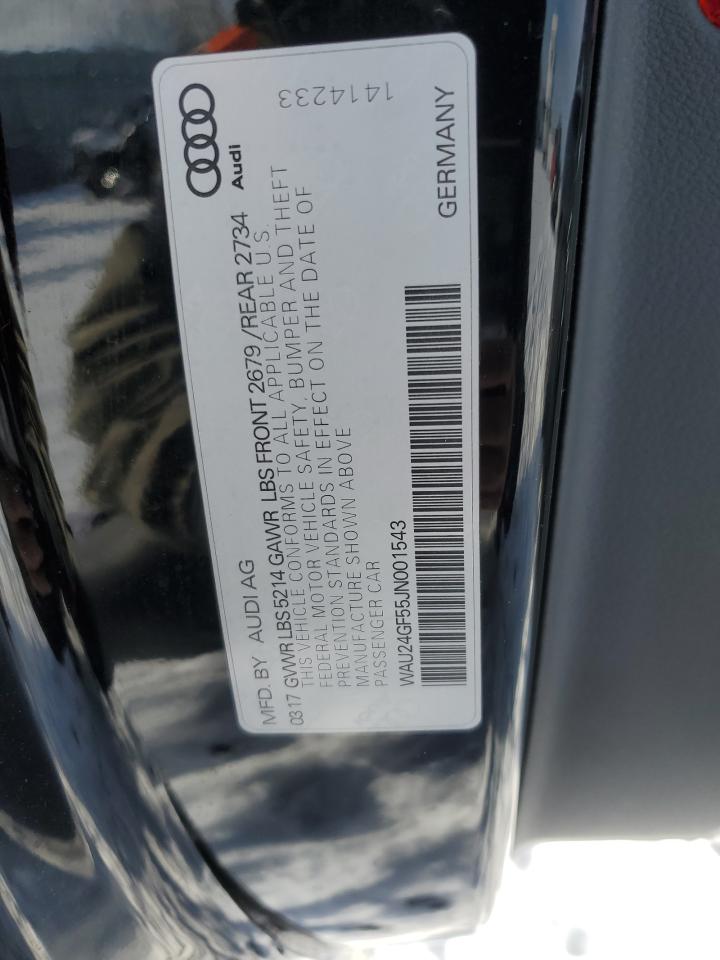 MFD. BY AUDI AG
0317 GVWR LBS 5214 GAWR LBS FRONT 2679 /REAR 2734
THIS VEHICLE CONFORMS TO ALL APPLICABLE U.S.
FEDERAL MOTOR VEHICLE SAFETY, BUMPER AND THEFT
PREVENTION STANDARDS IN EFFECT ON THE DATE OF
MANUFACTURE SHOWN ABOVE
PASSENGER CAR
WAU24GF55JN001543
Audi
1414233
GERMANY